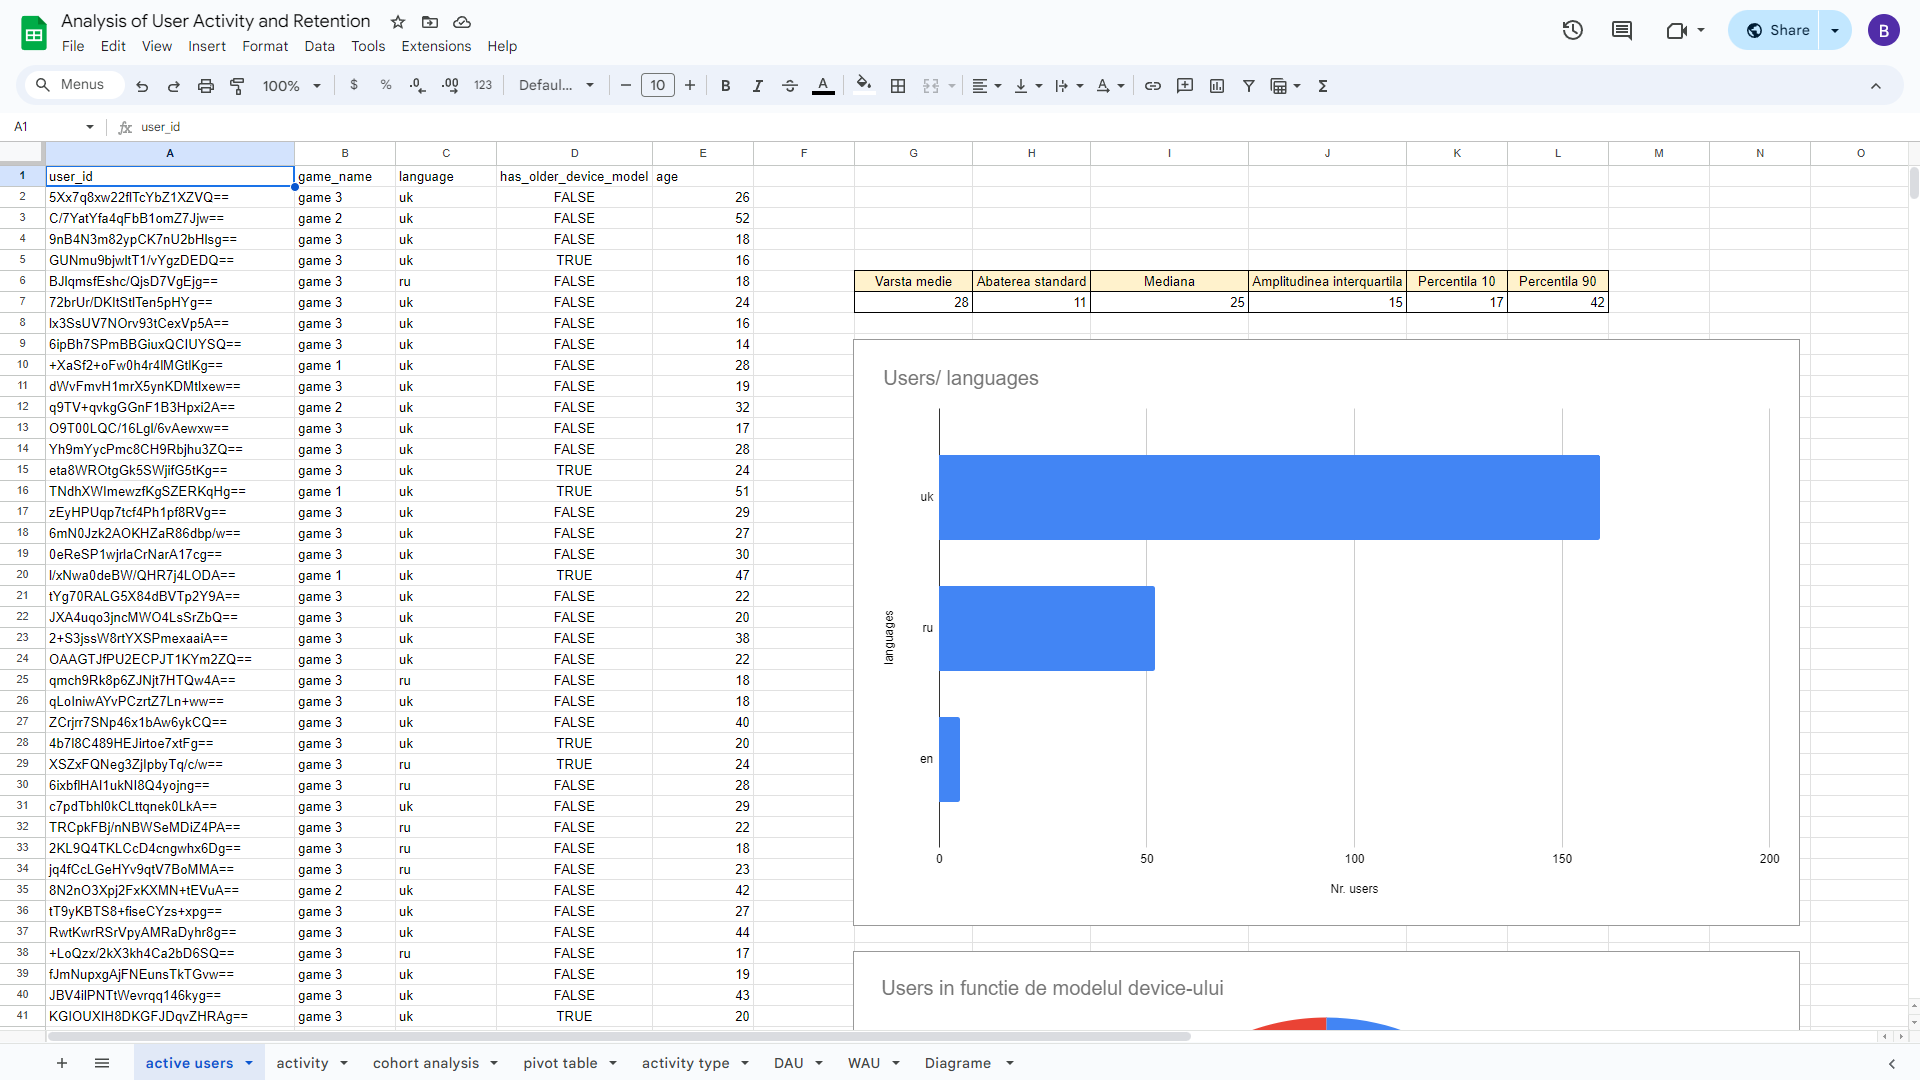 Analysis of User Activity and Retention
File Edit View Insert Format Data Tools Extensions Help
Share
B
Menus 100% $ % .0 .00 123 Defaul... 10 B I A
A1 fx user_id
A B C D E F G H I J K L M N O
1 user_id game_name language has_older_device_model age
2 5Xx7q8xw22flTcYbZ1XZVQ== game 3 uk FALSE 26
3 C/7YatYfa4qFbB1omZ7Jjw== game 2 uk FALSE 52
4 9nB4N3m82ypCK7nU2bHlsg== game 3 uk FALSE 18
5 GUNmu9bjwltT1/vYgzDEDQ== game 3 uk TRUE 16
6 BJlqmsfEshc/QjsD7VgEjg== game 3 ru FALSE 18
7 72brUr/DKltStlTen5pHYg== game 3 uk FALSE 24
8 lx3SsUV7NOrv93tCexVp5A== game 3 uk FALSE 16
9 6ipBh7SPmBBGiuxQCIUYSQ== game 3 uk FALSE 14
10 +XaSf2+oFw0h4r4lMGtlKg== game 1 uk FALSE 28
11 dWvFmvH1mrX5ynKDMtlxew== game 3 uk FALSE 19
12 q9TV+qvkgGGnF1B3Hpxi2A== game 2 uk FALSE 32
13 O9T00LQC/16LgI/6vAewxw== game 3 uk FALSE 17
14 Yh9mYycPmc8CH9Rbjhu3ZQ== game 3 uk FALSE 28
15 eta8WROtgGk5SWjifG5tKg== game 3 uk TRUE 24
16 TNdhXWImewzfKgSZERKqHg== game 1 uk TRUE 51
17 zEyHPUqp7tcf4Ph1pf8RVg== game 3 uk FALSE 29
18 6mN0Jzk2AOKHZaR86dbp/w== game 3 uk FALSE 27
19 0eReSP1wjrlaCrNarA17cg== game 3 uk FALSE 30
20 l/xNwa0deBW/QHR7j4LODA== game 1 uk TRUE 47
21 tYg70RALG5X84dBVTp2Y9A== game 3 uk FALSE 22
22 JXA4uqo3jncMWO4LsSrZbQ== game 3 uk FALSE 20
23 2+S3jssW8rtYXSPmexaaiA== game 3 uk FALSE 38
24 OAAGTJfPU2ECPJT1KYm2ZQ== game 3 uk FALSE 22
25 qmch9Rk8p6ZJNjt7HTQw4A== game 3 ru FALSE 18
26 qLoIniwAYvPCzrtZ7Ln+ww== game 3 uk FALSE 18
27 ZCrjrr7SNp46x1bAw6ykCQ== game 3 uk FALSE 40
28 4b7I8C489HEJirtoe7xtFg== game 3 uk TRUE 20
29 XSZxFQNeg3ZjlpbyTq/c/w== game 3 ru TRUE 24
30 6ixbflHAI1ukNI8Q4yojng== game 3 ru FALSE 28
31 c7pdTbhI0kCLttqnek0LkA== game 3 uk FALSE 29
32 TRCpkFBj/nNBWSeMDiZ4PA== game 3 ru FALSE 22
33 2KL9Q4TKLCcD4cngwhx6Dg== game 3 ru FALSE 18
34 jq4fCcLGeHYv9qtV7BoMMA== game 3 ru FALSE 23
35 8N2nO3Xpj2FxKXMN+tEVuA== game 2 uk FALSE 42
36 tT9yKBTS8+fiseCYzs+xpg== game 3 uk FALSE 27
37 RwtKwrRSrVpyAMRaDyhr8g== game 3 uk FALSE 44
38 +LoQzx/2kX3kh4Ca2bD6SQ== game 3 ru FALSE 17
39 fJmNupxgAjFNEunsTkTGvw== game 3 uk FALSE 19
40 JBV4iIPNTtWevrqq146kyg== game 3 uk FALSE 43
41 KGIOUXIH8DKGFJDqvZHRAg== game 3 uk TRUE 20
Varsta medie Abaterea standard Mediana Amplitudinea interquartila Percentila 10 Percentila 90
28 11 25 15 17 42
Users/ languages
uk
ru
en
languages
0 50 100 150 200
Nr. users
Users in functie de modelul device-ului
active users activity cohort analysis pivot table activity type DAU WAU Diagrame